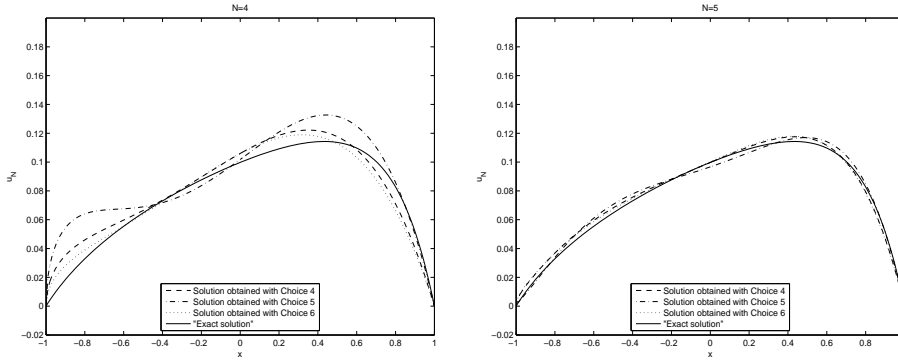 N=4
0.18
0.16
0.14
0.12
0.10
0.08
0.06
0.04
0.02
0
−0.02
u_N
−1 −0.8 −0.6 −0.4 −0.2 0 0.2 0.4 0.6 0.8 1
x
Solution obtained with Choice 4
Solution obtained with Choice 5
Solution obtained with Choice 6
"Exact solution"
N=5
0.18
0.16
0.14
0.12
0.10
0.08
0.06
0.04
0.02
0
−0.02
u_N
−1 −0.8 −0.6 −0.4 −0.2 0 0.2 0.4 0.6 0.8 1
x
Solution obtained with Choice 4
Solution obtained with Choice 5
Solution obtained with Choice 6
"Exact solution"